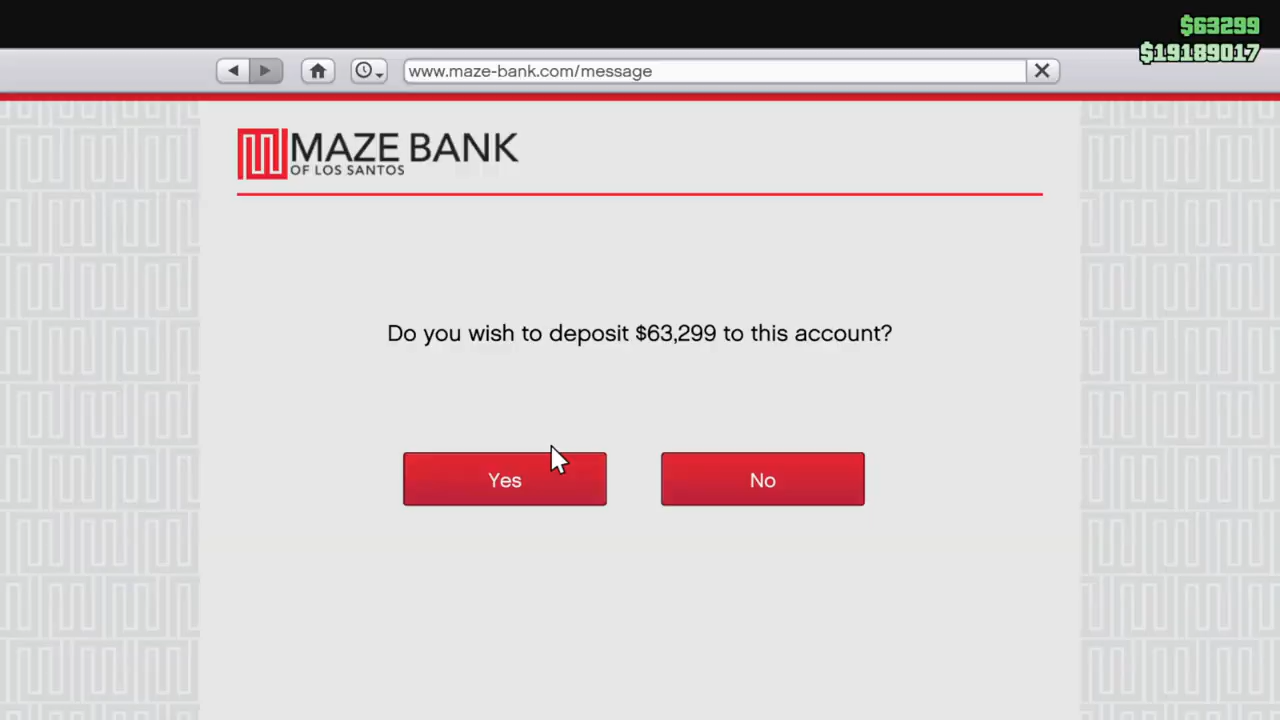 $63299
$19189017
www.maze-bank.com/message
MAZE BANK
OF LOS SANTOS
Do you wish to deposit $63,299 to this account?
Yes
No